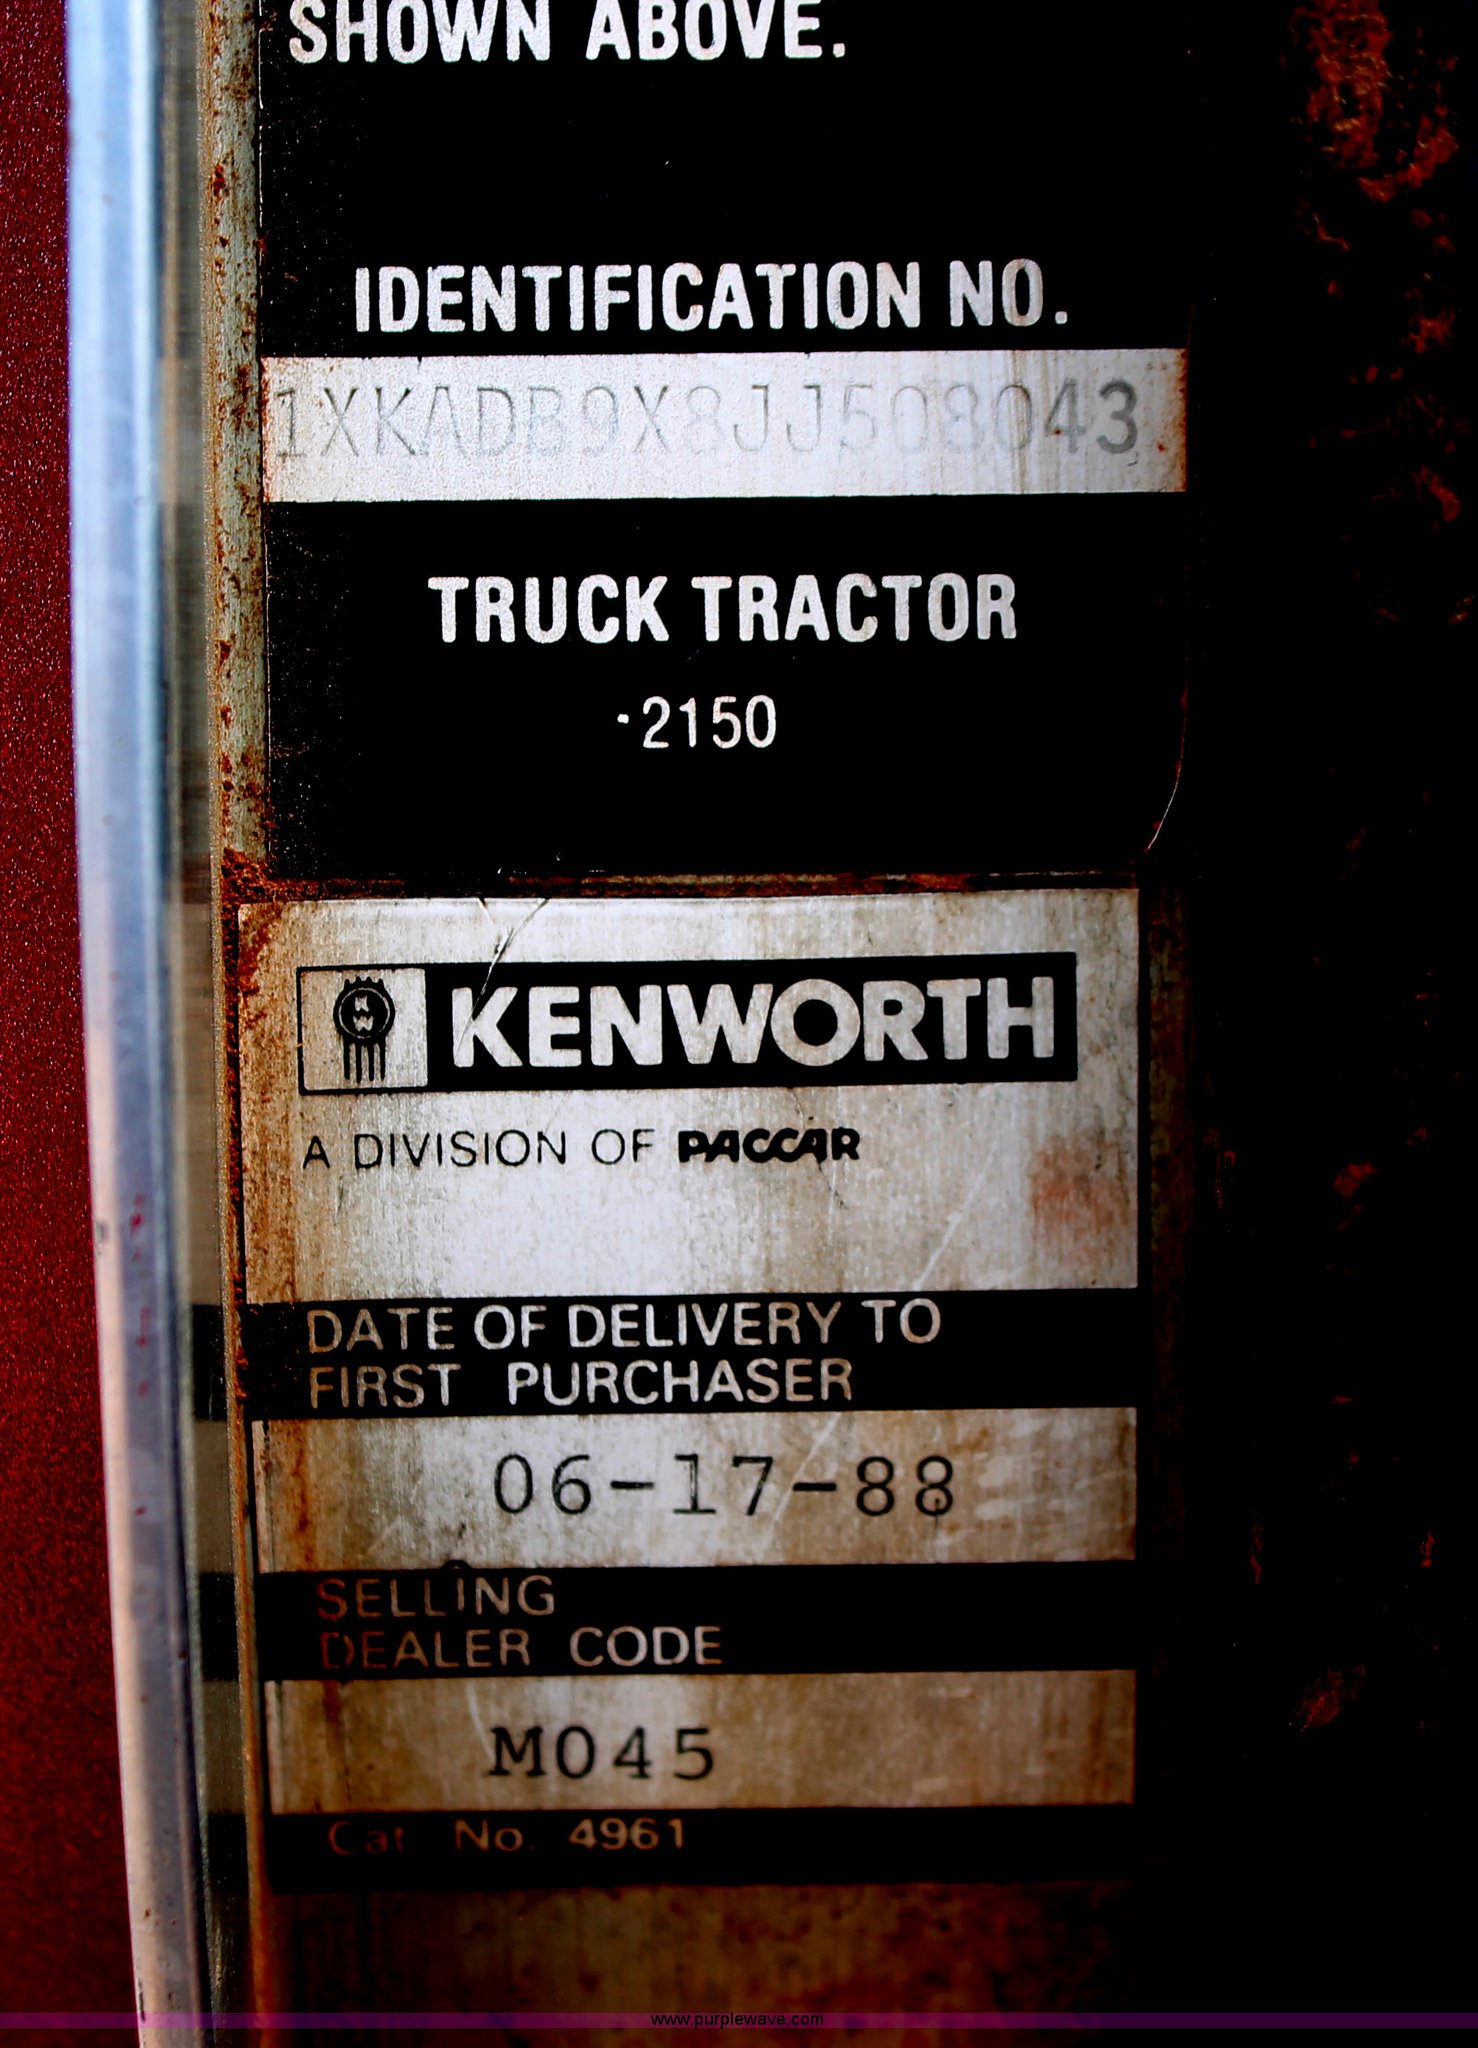 SHOWN ABOVE.
IDENTIFICATION NO.
1XKADB9X8JJ508043
TRUCK TRACTOR
·2150
KW
KENWORTH
A DIVISION OF PACCAR
DATE OF DELIVERY TO
FIRST PURCHASER
06-17-88
SELLING
DEALER CODE
M045
Cat. No. 4961
www.purplewave.com